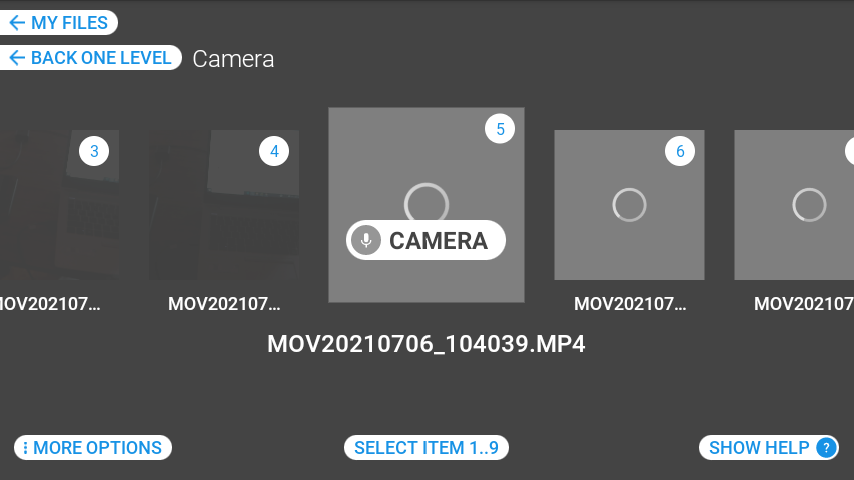 MY FILES
BACK ONE LEVEL Camera
3 4 5 6
CAMERA
MOV202107... MOV202107... MOV202107... MOV202107
MOV20210706_104039.MP4
MORE OPTIONS SELECT ITEM 1..9 SHOW HELP ?